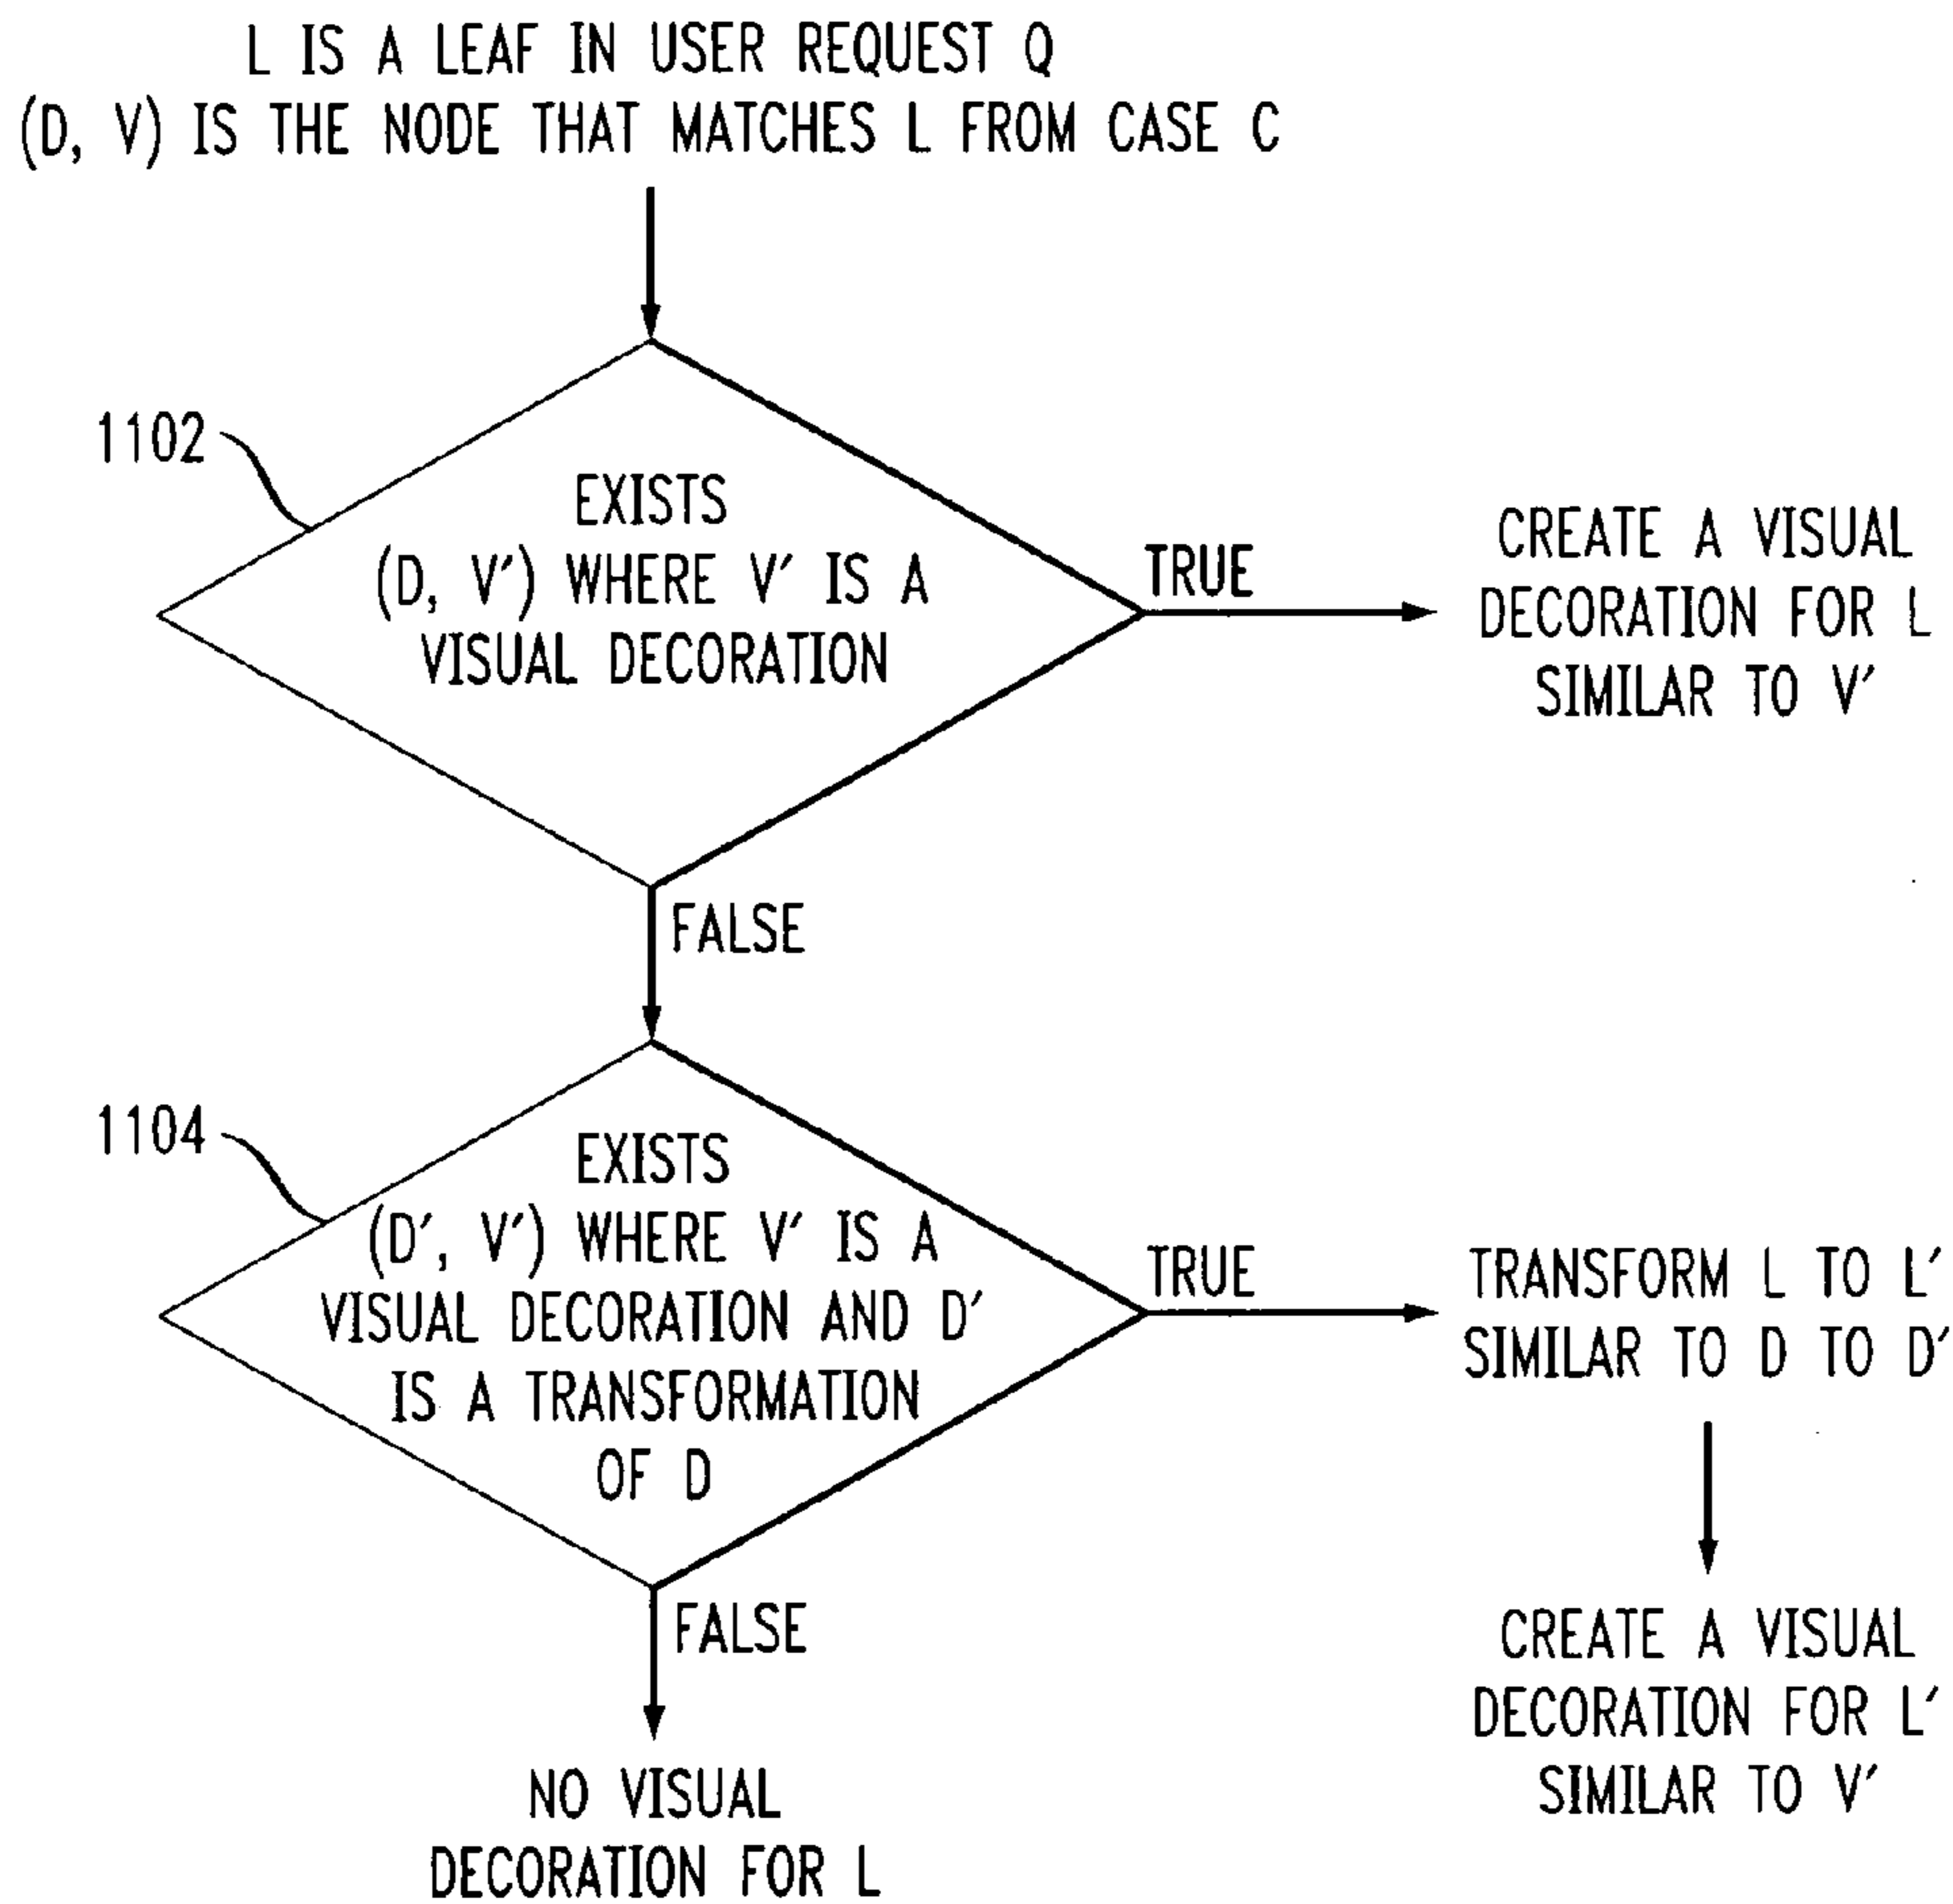 L IS A LEAF IN USER REQUEST Q
(D, V) IS THE NODE THAT MATCHES L FROM CASE C
1102
EXISTS
(D, V′) WHERE V′ IS A
VISUAL DECORATION
TRUE
CREATE A VISUAL
DECORATION FOR L
SIMILAR TO V′
FALSE
1104
EXISTS
(D′, V′) WHERE V′ IS A
VISUAL DECORATION AND D′
IS A TRANSFORMATION
OF D
TRUE
TRANSFORM L TO L′
SIMILAR TO D TO D′
CREATE A VISUAL
DECORATION FOR L′
SIMILAR TO V′
FALSE
NO VISUAL
DECORATION FOR L